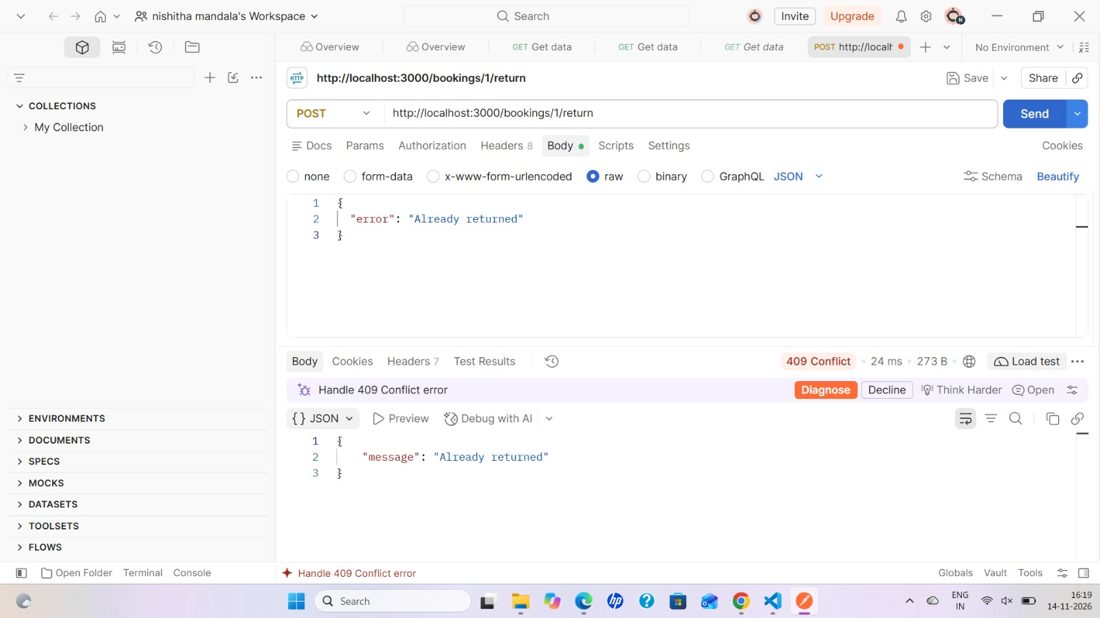 nishitha mandala's Workspace
Search
Invite
Upgrade
Overview
Overview
GET Get data
GET Get data
GET Get data
POST http://localh
No Environment
http://localhost:3000/bookings/1/return
Save
Share
COLLECTIONS
My Collection
POST
http://localhost:3000/bookings/1/return
Send
Docs Params Authorization Headers 8 Body Scripts Settings
Cookies
none form-data x-www-form-urlencoded raw binary GraphQL JSON
Schema Beautify
1 {
2 "error": "Already returned"
3 }
Body Cookies Headers 7 Test Results
409 Conflict • 24 ms • 273 B
Load test
Handle 409 Conflict error
Diagnose Decline Think Harder Open
{ } JSON Preview Debug with AI
1 {
2 "message": "Already returned"
3 }
ENVIRONMENTS
DOCUMENTS
SPECS
MOCKS
DATASETS
TOOLSETS
FLOWS
Open Folder Terminal Console
Handle 409 Conflict error
Globals Vault Tools
Search
ENG
IN
16:19
14-11-2026